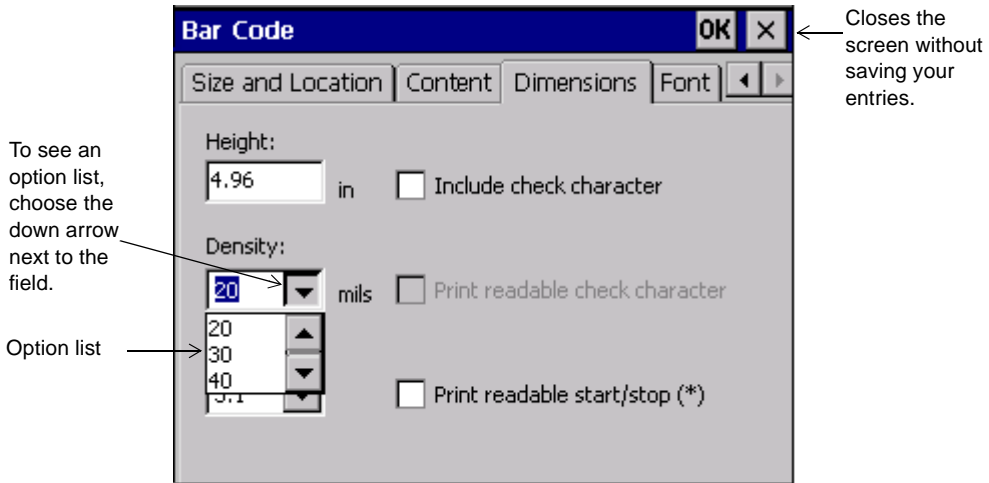 Bar Code OK
Closes the
screen without
saving your
entries.
Size and Location Content Dimensions Font
To see an
option list,
choose the
down arrow
next to the
field.
Height:
4.96 in Include check character
Density:
20 mils Print readable check character
Option list
20
30
40
Print readable start/stop (*)